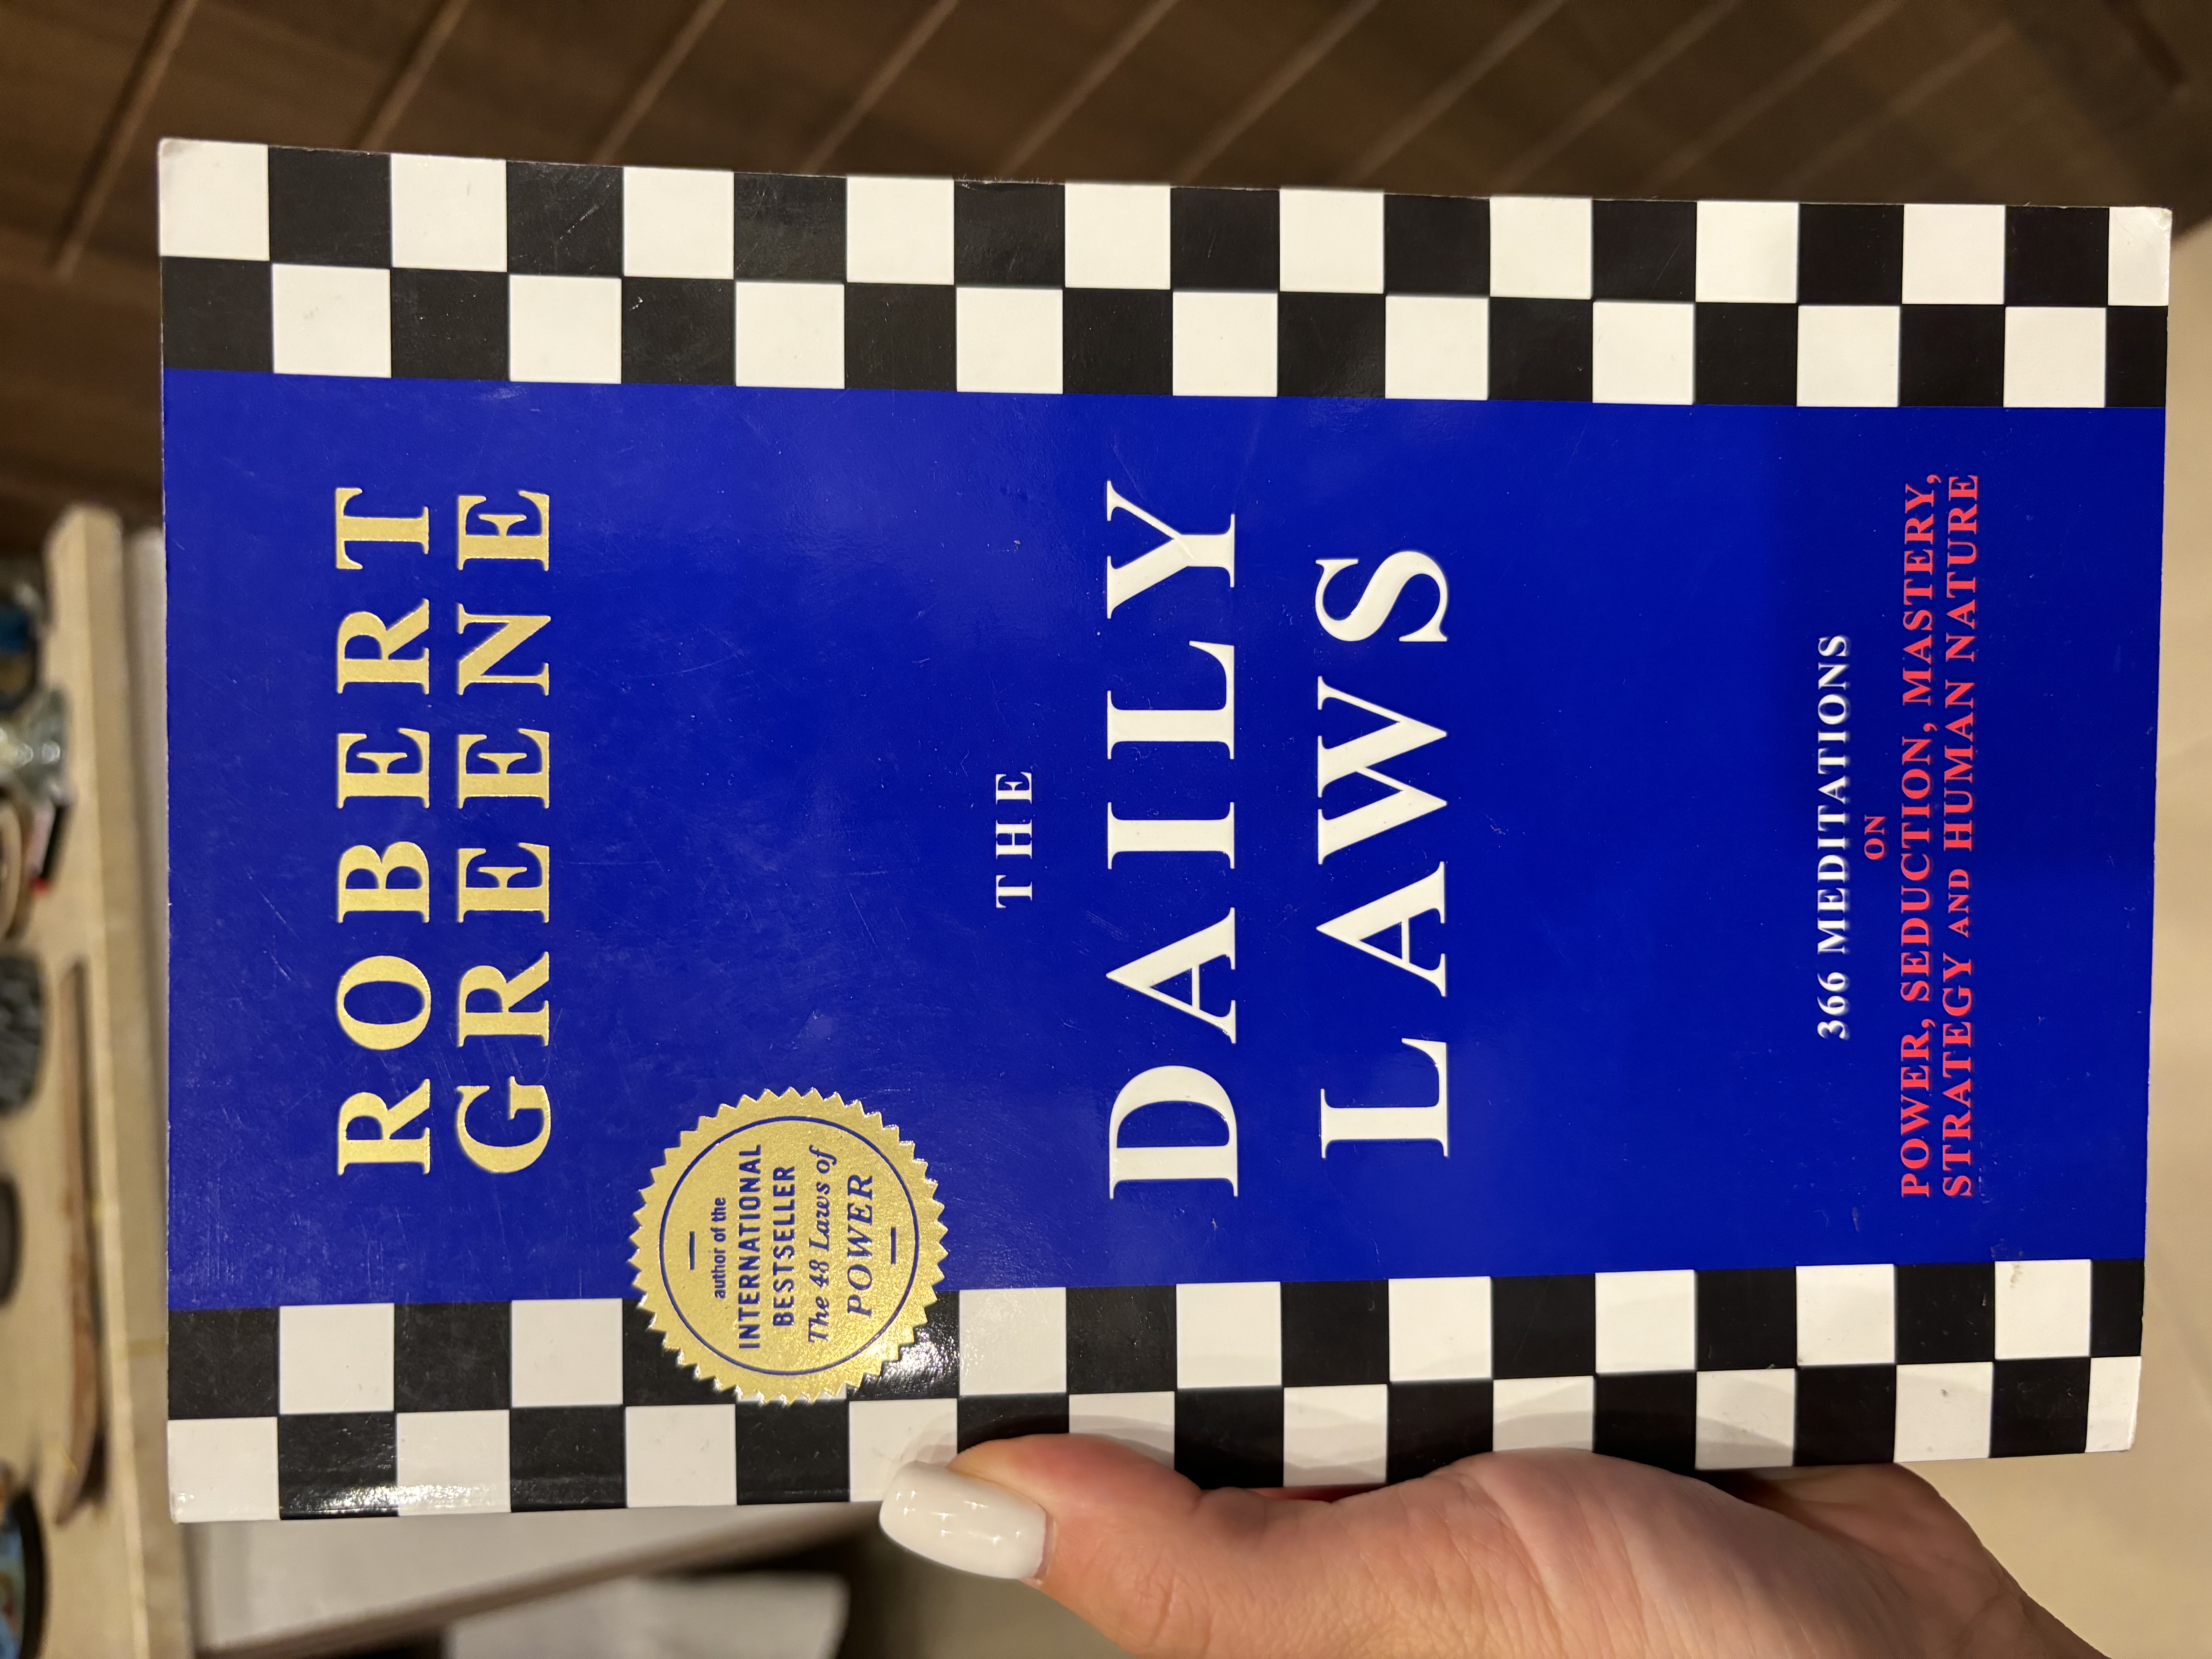 ROBERT
GREENE
author of the
INTERNATIONAL
BESTSELLER
The 48 Laws of
POWER
THE
DAILY
LAWS
366 MEDITATIONS
ON
POWER, SEDUCTION, MASTERY,
STRATEGY AND HUMAN NATURE